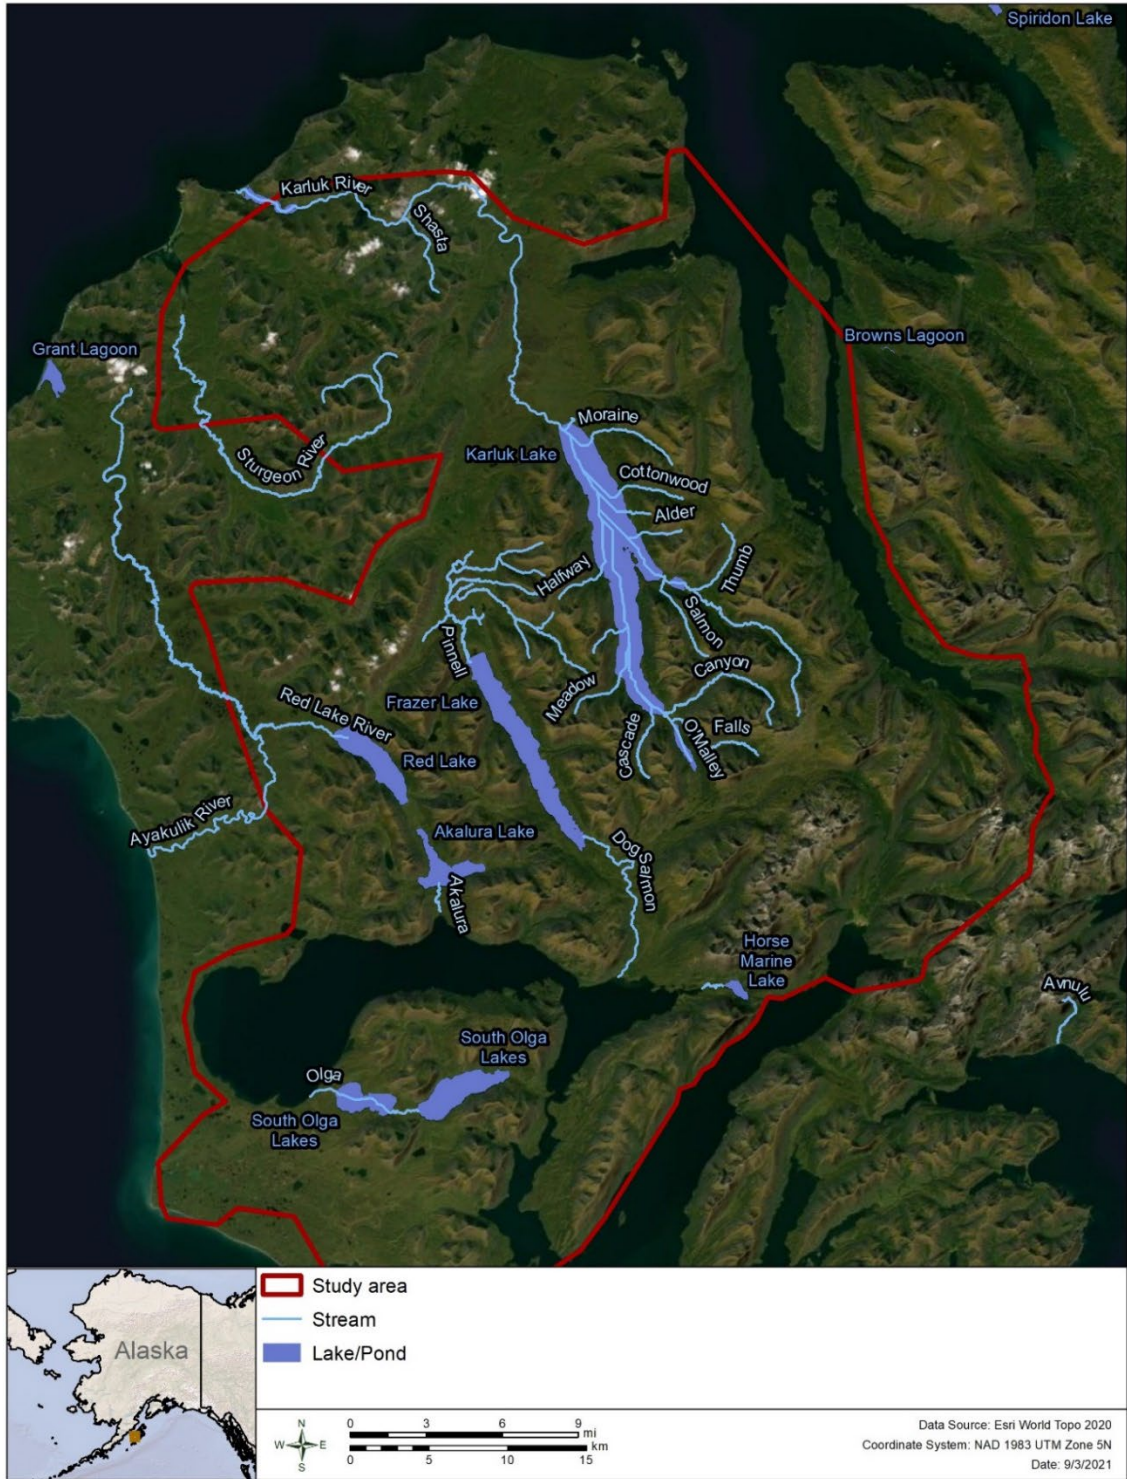 Spiridon Lake
Karluk River
Shasta
Grant Lagoon
Browns Lagoon
Sturgeon River
Moraine
Karluk Lake
Cottonwood
Alder
Thumb
Halfway
Salmon
Pinnell
Canyon
Meadow
Frazer Lake
Red Lake River
Cascade
O'Malley
Falls
Red Lake
Ayakulik River
Akalura Lake
Dog Salmon
Akalura
Horse
Marine
Lake
Avnulu
South Olga
Lakes
Olga
South Olga
Lakes
Study area
Stream
Lake/Pond
Alaska
N
W E
S
0 3 6 9
mi
km
0 5 10 15
Data Source: Esri World Topo 2020
Coordinate System: NAD 1983 UTM Zone 5N
Date: 9/3/2021